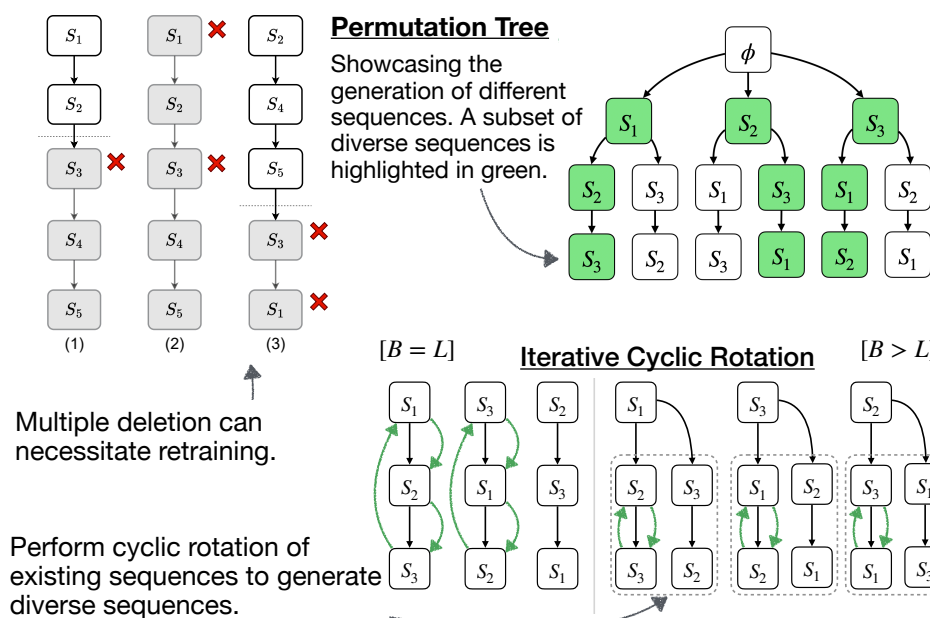 S₁ S₁ S₂
S₂ S₂ S₄
S₃ S₃ S₅
S₄ S₄ S₃
S₅ S₅ S₁
(1) (2) (3)
Multiple deletion can
necessitate retraining.
Permutation Tree
Showcasing the
generation of different
sequences. A subset of
diverse sequences is
highlighted in green.
ϕ
S₁ S₂ S₃
S₂ S₃ S₁ S₃ S₁ S₂
S₃ S₂ S₃ S₁ S₂ S₁
[B = L] Iterative Cyclic Rotation [B > L]
S₁ S₃ S₂ S₁ S₃ S₂
S₂ S₁ S₃ S₂ S₃ S₁ S₂ S₃ S₁
S₃ S₂ S₁ S₃ S₂ S₂ S₁ S₁ S₃
Perform cyclic rotation of
existing sequences to generate
diverse sequences.